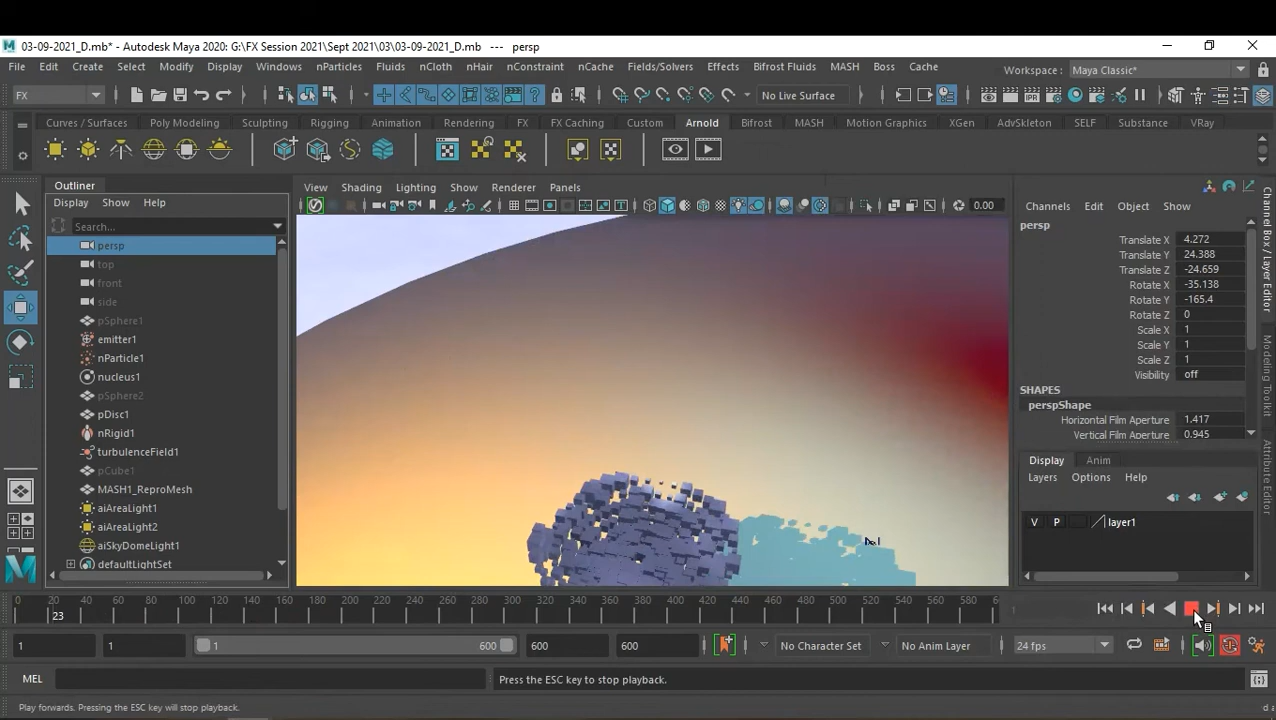 03-09-2021_D.mb* - Autodesk Maya 2020: G:\FX Session 2021\Sept 2021\03\03-09-2021_D.mb --- persp
File Edit Create Select Modify Display Windows nParticles Fluids nCloth nHair nConstraint nCache Fields/Solvers Effects Bifrost Fluids MASH Boss Cache Workspace : Maya Classic*
FX No Live Surface
Curves / Surfaces Poly Modeling Sculpting Rigging Animation Rendering FX FX Caching Custom Arnold Bifrost MASH Motion Graphics XGen AdvSkeleton SELF Substance VRay
Outliner
Display Show Help
Search...
persp
top
front
side
pSphere1
emitter1
nParticle1
nucleus1
pSphere2
pDisc1
nRigid1
turbulenceField1
pCube1
MASH1_ReproMesh
aiAreaLight1
aiAreaLight2
aiSkyDomeLight1
defaultLightSet
View Shading Lighting Show Renderer Panels
0.00
Channels Edit Object Show
persp
Translate X 4.272
Translate Y 24.388
Translate Z -24.659
Rotate X -35.138
Rotate Y -165.4
Rotate Z 0
Scale X 1
Scale Y 1
Scale Z 1
Visibility off
SHAPES
perspShape
Horizontal Film Aperture 1.417
Vertical Film Aperture 0.945
Display Anim
Layers Options Help
V P layer1
Channel Box / Layer Editor
Modeling Toolkit
Attribute Editor
0 20 40 60 80 100 120 140 160 180 200 220 240 260 280 300 320 340 360 380 400 420 440 460 480 500 520 540 560 580 60
23
1 1 1 600 600 600 No Character Set No Anim Layer 24 fps
MEL Press the ESC key to stop playback.
Play forwards. Pressing the ESC key will stop playback.